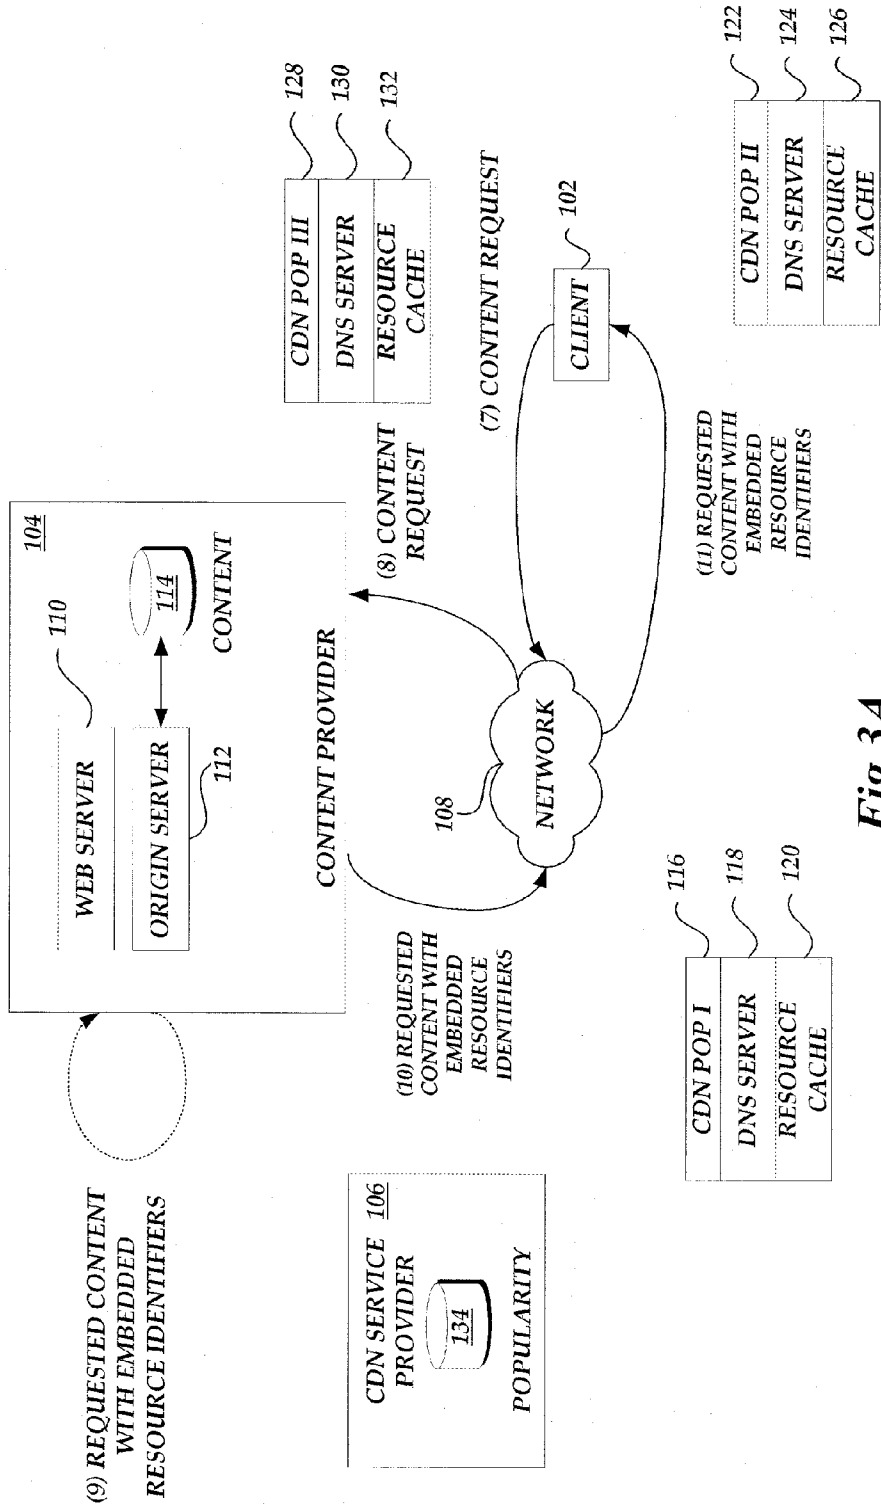 (9) REQUESTED CONTENT
WITH EMBEDDED
RESOURCE IDENTIFIERS
104
WEB SERVER
110
ORIGIN SERVER
112
114
CONTENT
CONTENT PROVIDER
CDN SERVICE
PROVIDER
106
134
POPULARITY
(10) REQUESTED
CONTENT WITH
EMBEDDED
RESOURCE
IDENTIFIERS
(8) CONTENT
REQUEST
CDN POP III
DNS SERVER
RESOURCE
CACHE
128
130
132
108
NETWORK
(7) CONTENT REQUEST
CLIENT
102
(11) REQUESTED
CONTENT WITH
EMBEDDED
RESOURCE
IDENTIFIERS
CDN POP I
DNS SERVER
RESOURCE
CACHE
116
118
120
CDN POP II
DNS SERVER
RESOURCE
CACHE
122
124
126
Fig. 3A